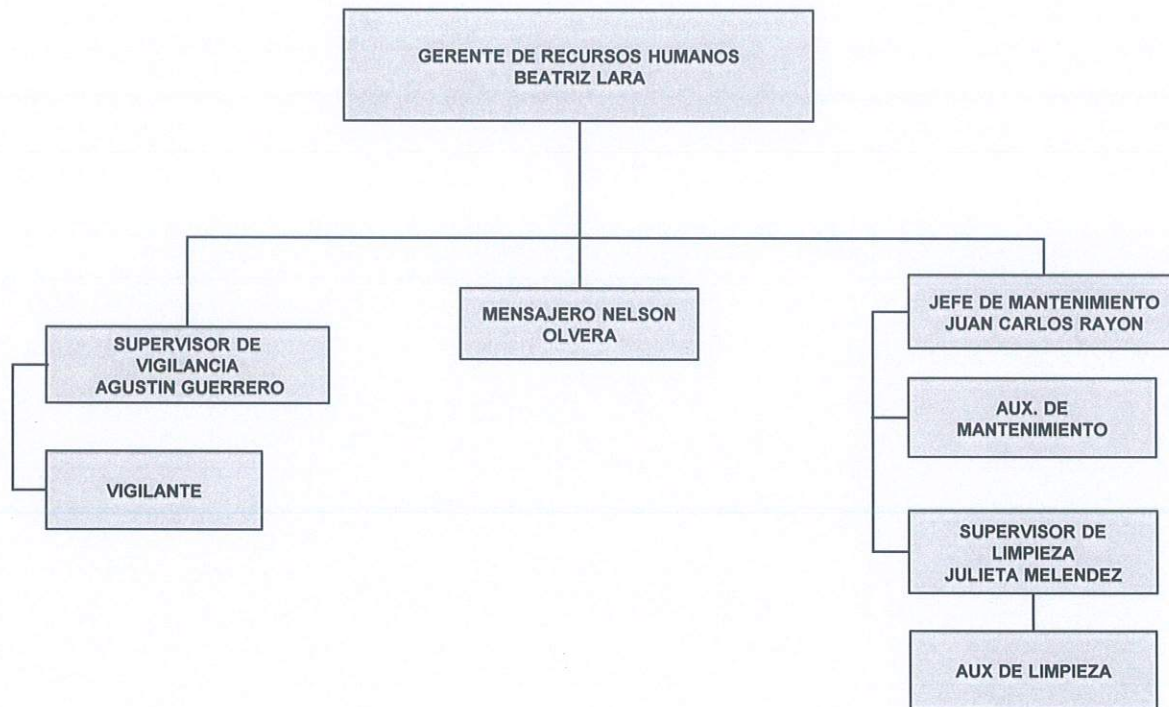 GERENTE DE RECURSOS HUMANOS
BEATRIZ LARA
MENSAJERO NELSON
OLVERA
JEFE DE MANTENIMIENTO
JUAN CARLOS RAYON
SUPERVISOR DE
VIGILANCIA
AGUSTIN GUERRERO
AUX. DE
MANTENIMIENTO
VIGILANTE
SUPERVISOR DE
LIMPIEZA
JULIETA MELENDEZ
AUX DE LIMPIEZA